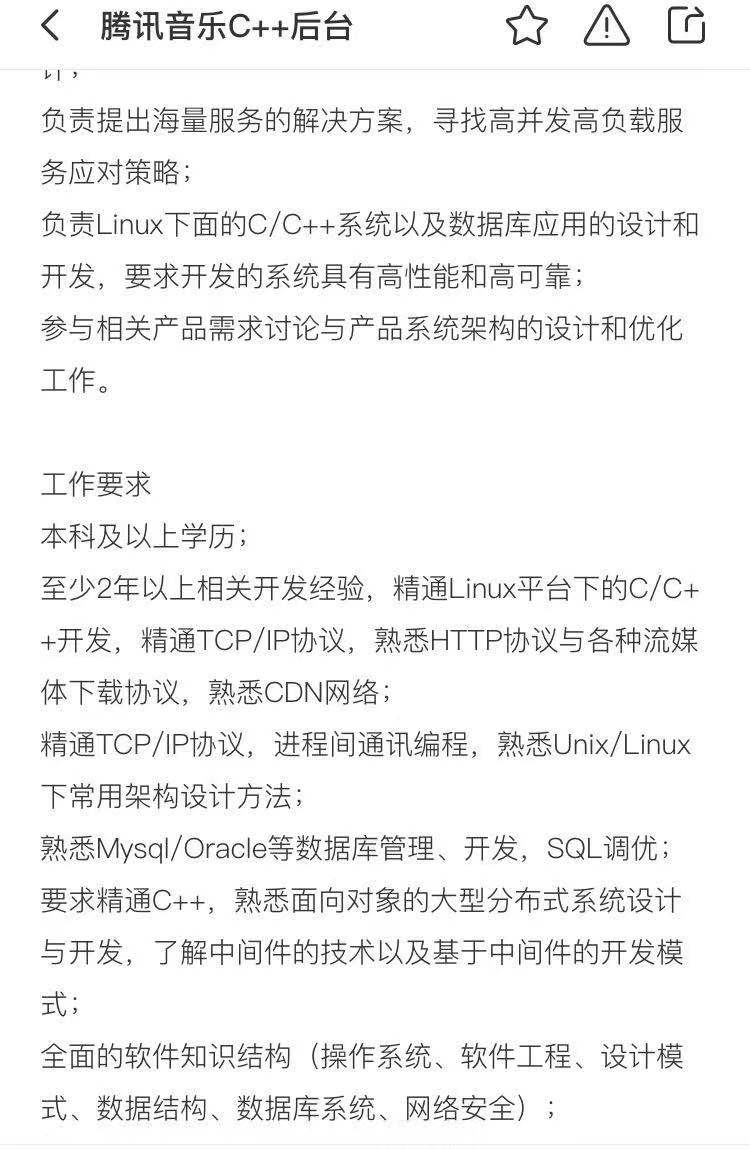 腾讯音乐C++后台
计；
负责提出海量服务的解决方案，寻找高并发高负载服
务应对策略；
负责Linux下面的C/C++系统以及数据库应用的设计和
开发，要求开发的系统具有高性能和高可靠；
参与相关产品需求讨论与产品系统架构的设计和优化
工作。
工作要求
本科及以上学历；
至少2年以上相关开发经验，精通Linux平台下的C/C+
+开发，精通TCP/IP协议，熟悉HTTP协议与各种流媒
体下载协议，熟悉CDN网络；
精通TCP/IP协议，进程间通讯编程，熟悉Unix/Linux
下常用架构设计方法；
熟悉Mysql/Oracle等数据库管理、开发，SQL调优；
要求精通C++，熟悉面向对象的大型分布式系统设计
与开发，了解中间件的技术以及基于中间件的开发模
式；
全面的软件知识结构（操作系统、软件工程、设计模
式、数据结构、数据库系统、网络安全）；